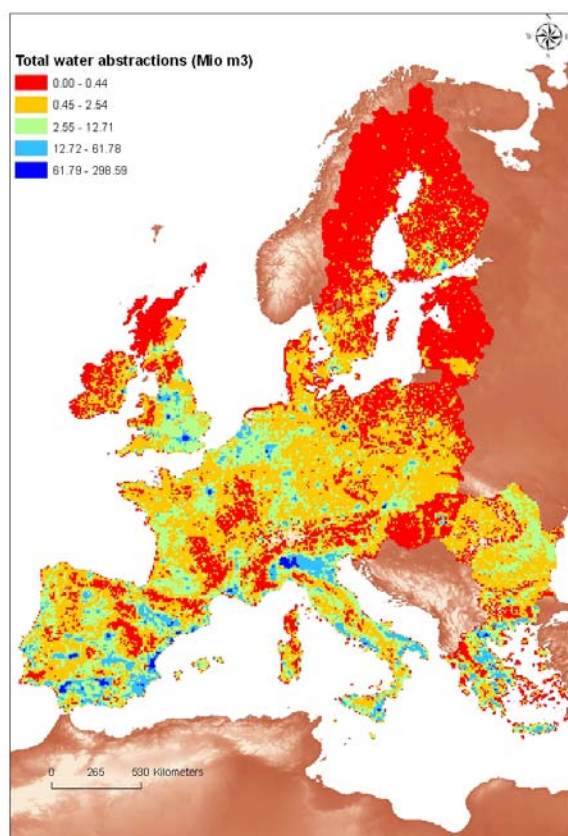 N
Total water abstractions (Mio m3)
0.00 - 0.44
0.45 - 2.54
2.55 - 12.71
12.72 - 61.78
61.79 - 298.59
0 265 530 Kilometers